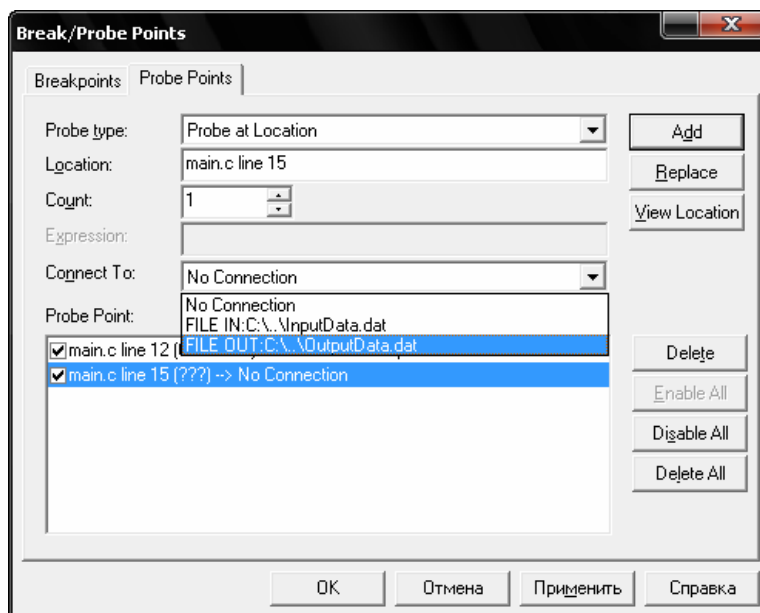 Break/Probe Points
Breakpoints Probe Points
Probe type: Probe at Location Add
Location: main.c line 15 Replace
Count: 1 View Location
Expression:
Connect To: No Connection
No Connection
Probe Point: FILE IN:C:\..\InputData.dat
FILE OUT:C:\..\OutputData.dat
main.c line 12 ( Delete
main.c line 15 (???) --> No Connection
Enable All
Disable All
Delete All
OK Отмена Применить Справка